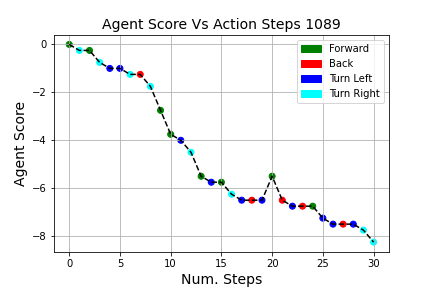 Agent Score Vs Action Steps 1089
Forward
Back
Turn Left
Turn Right
Agent Score
0
−2
−4
−6
−8
0 5 10 15 20 25 30
Num. Steps